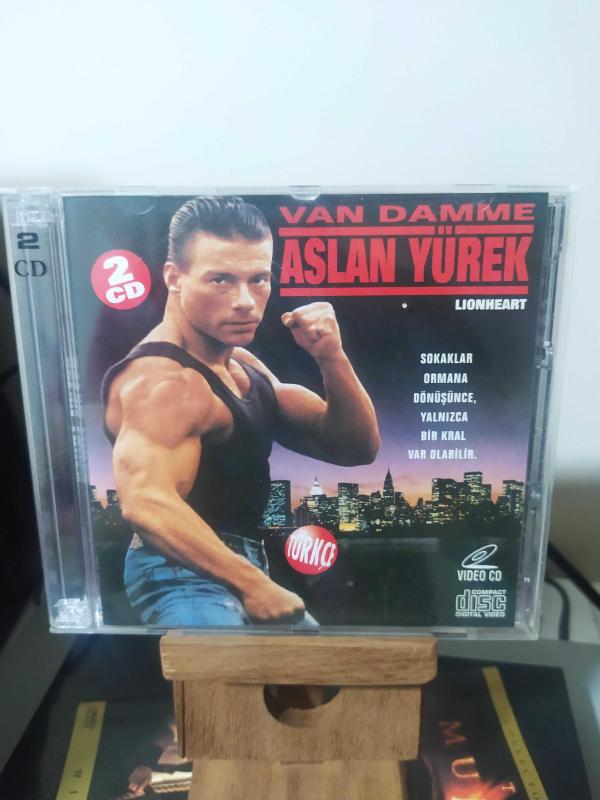 2
CD
2
CD
VAN DAMME
ASLAN YÜREK
LIONHEART
SOKAKLAR
ORMANA
DÖNÜŞÜNCE,
YALNIZCA
BİR KRAL
VAR OLABİLİR.
TÜRKÇE
VIDEO CD
COMPACT
disc
DIGITAL VIDEO
DVD